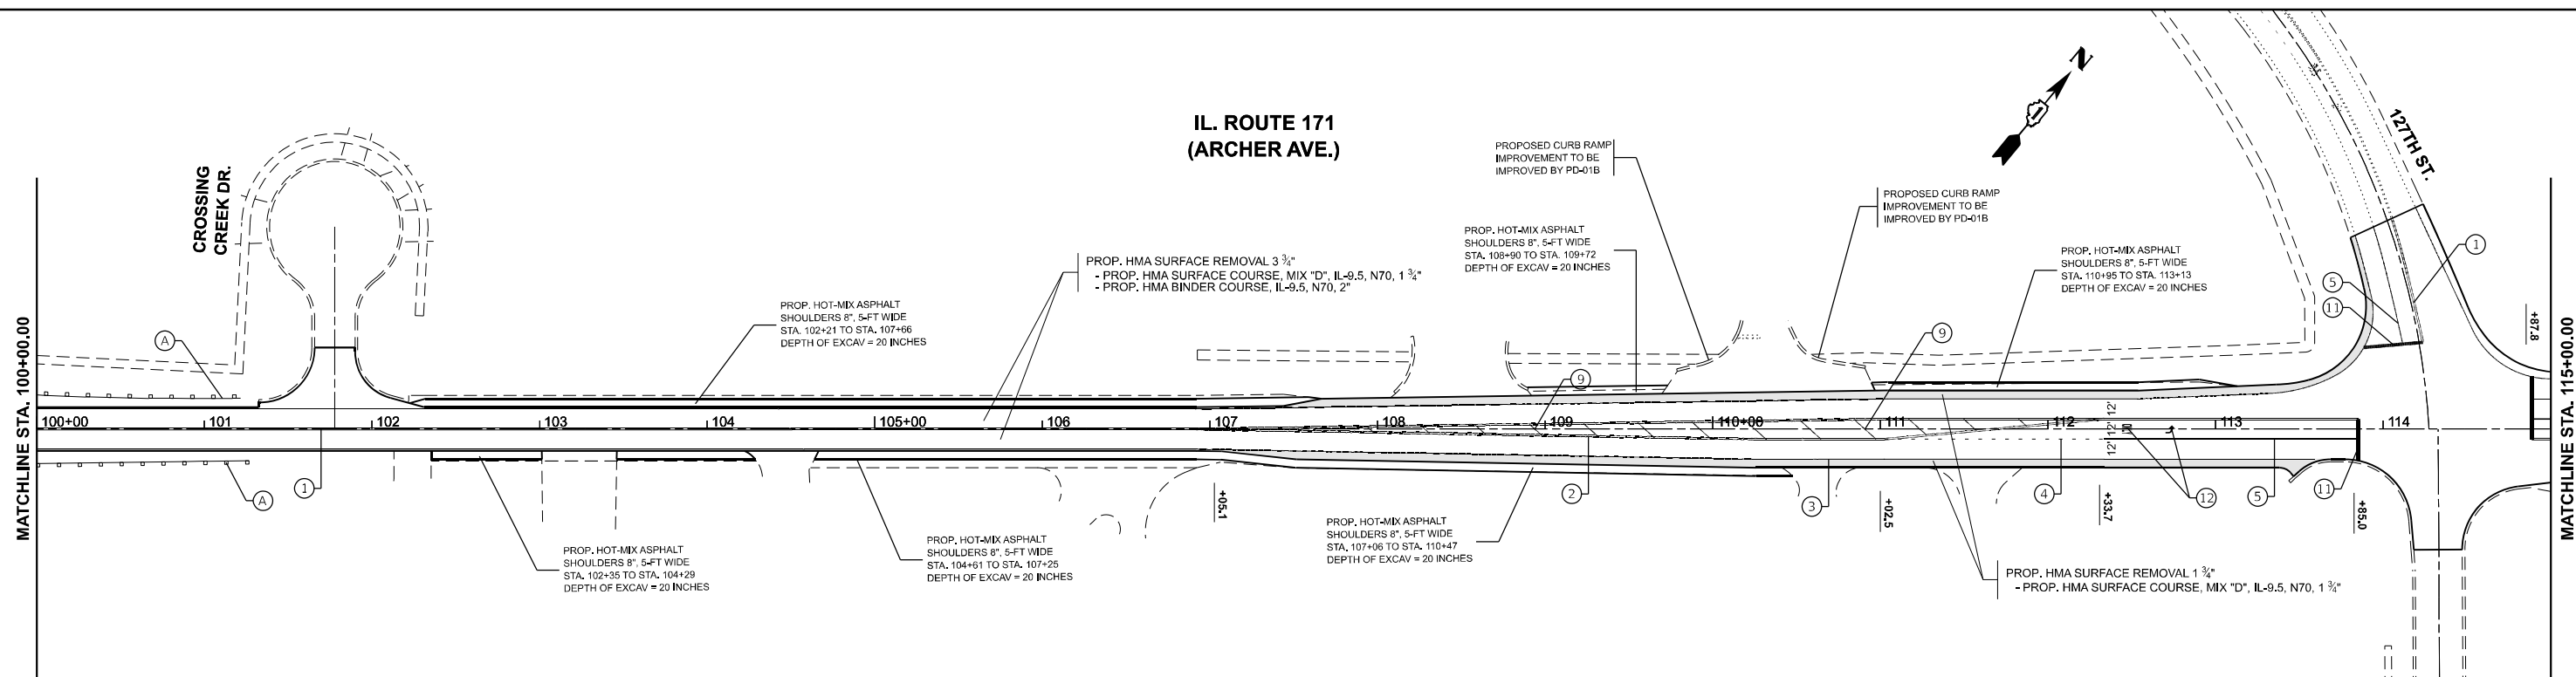 IL. ROUTE 171
(ARCHER AVE.)
N
1
127TH ST.
CROSSING
CREEK DR.
MATCHLINE STA. 100+00.00
MATCHLINE STA. 115+00.00
PROPOSED CURB RAMP
IMPROVEMENT TO BE
IMPROVED BY PD-01B
PROPOSED CURB RAMP
IMPROVEMENT TO BE
IMPROVED BY PD-01B
PROP. HOT-MIX ASPHALT
SHOULDERS 8", 5-FT WIDE
STA. 108+90 TO STA. 109+72
DEPTH OF EXCAV = 20 INCHES
PROP. HOT-MIX ASPHALT
SHOULDERS 8", 5-FT WIDE
STA. 110+95 TO STA. 113+13
DEPTH OF EXCAV = 20 INCHES
PROP. HMA SURFACE REMOVAL 3 ¾"
- PROP. HMA SURFACE COURSE, MIX "D", IL-9.5, N70, 1 ¾"
- PROP. HMA BINDER COURSE, IL-9.5, N70, 2"
PROP. HOT-MIX ASPHALT
SHOULDERS 8", 5-FT WIDE
STA. 102+21 TO STA. 107+66
DEPTH OF EXCAV = 20 INCHES
A
9
9
1
5
11
+87.8
100+00
101
102
103
104
105+00
106
107
108
109
110+00
111
112
113
114
12'
12'
12'
A
1
2
3
4
12
5
11
+05.1
+02.5
+33.7
+85.0
PROP. HOT-MIX ASPHALT
SHOULDERS 8", 5-FT WIDE
STA. 102+35 TO STA. 104+29
DEPTH OF EXCAV = 20 INCHES
PROP. HOT-MIX ASPHALT
SHOULDERS 8", 5-FT WIDE
STA. 104+61 TO STA. 107+25
DEPTH OF EXCAV = 20 INCHES
PROP. HOT-MIX ASPHALT
SHOULDERS 8", 5-FT WIDE
STA. 107+06 TO STA. 110+47
DEPTH OF EXCAV = 20 INCHES
PROP. HMA SURFACE REMOVAL 1 ¾"
- PROP. HMA SURFACE COURSE, MIX "D", IL-9.5, N70, 1 ¾"